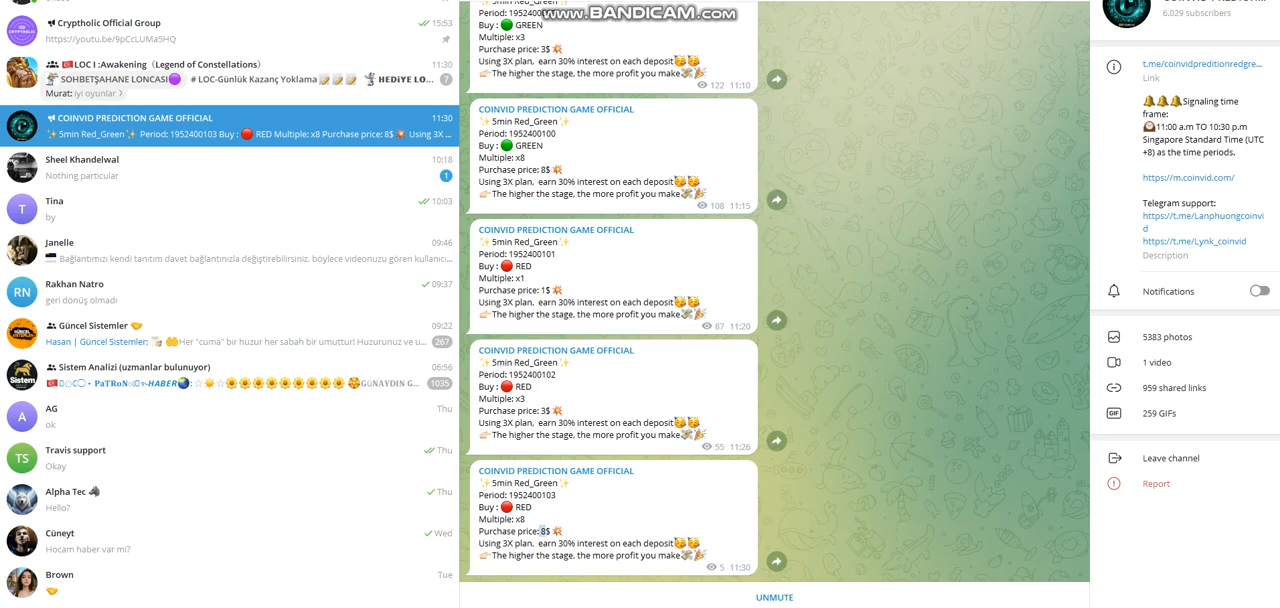 Cryptholic Official Group
15:53
https://youtu.be/9pCcLUMa5HQ
LOC I :Awakening（Legend of Constellations）
11:30
SOHBETŞAHANE LONCASI # LOC-Günlük Kazanç Yoklama HEDİYE LO...
7
Murat: iyi oyunlar >
COINVID PREDICTION GAME OFFICIAL
11:30
5min Red_Green Period: 1952400103 Buy : RED Multiple: x8 Purchase price: 8$ Using 3X ...
Sheel Khandelwal
10:18
Nothing particular
1
Tina
10:03
T
by
Janelle
09:46
Bağlantımızı kendi tanıtım davet bağlantınızla değiştirebilirsiniz, böylece videonuzu gören kullanıcı...
Rakhan Natro
09:37
RN
geri dönüş olmadı
Güncel Sistemler
09:22
Hasan | Güncel Sistemler: Her "cuma" bir huzur her sabah bir umuttur! Huzurunuz ve u...
267
Sistem Analizi (uzmanlar bulunuyor)
06:56
PaTRoN HABER GÜNAYDIN G...
1035
AG
Thu
A
ok
Travis support
Thu
TS
Okay
Alpha Tec
Thu
Hello?
Cüneyt
Wed
Hocam haber var mı?
Brown
Tue
www.BANDICAM.com
5min Red_Green
Period: 
Buy : GREEN
Multiple: x3
Purchase price: 3$
Using 3X plan, earn 30% interest on each deposit
The higher the stage, the more profit you make
122 11:10
COINVID PREDICTION GAME OFFICIAL
5min Red_Green
Period: 1952400100
Buy : GREEN
Multiple: x8
Purchase price: 8$
Using 3X plan, earn 30% interest on each deposit
The higher the stage, the more profit you make
108 11:15
COINVID PREDICTION GAME OFFICIAL
5min Red_Green
Period: 1952400101
Buy : RED
Multiple: x1
Purchase price: 1$
Using 3X plan, earn 30% interest on each deposit
The higher the stage, the more profit you make
87 11:20
COINVID PREDICTION GAME OFFICIAL
5min Red_Green
Period: 1952400102
Buy : RED
Multiple: x3
Purchase price: 3$
Using 3X plan, earn 30% interest on each deposit
The higher the stage, the more profit you make
55 11:26
COINVID PREDICTION GAME OFFICIAL
5min Red_Green
Period: 1952400103
Buy : RED
Multiple: x8
Purchase price: 8$
Using 3X plan, earn 30% interest on each deposit
The higher the stage, the more profit you make
5 11:30
UNMUTE
6.029 subscribers
t.me/coinvidpreditionredgre...
Link
Signaling time
frame:
11:00 a.m TO 10:30 p.m
Singapore Standard Time (UTC
+8) as the time periods.
https://m.coinvid.com/
Telegram support:
https://t.me/Lanphuongcoinvi
d
https://t.me/Lynk_coinvid
Description
Notifications
5383 photos
1 video
959 shared links
GIF
259 GIFs
Leave channel
Report